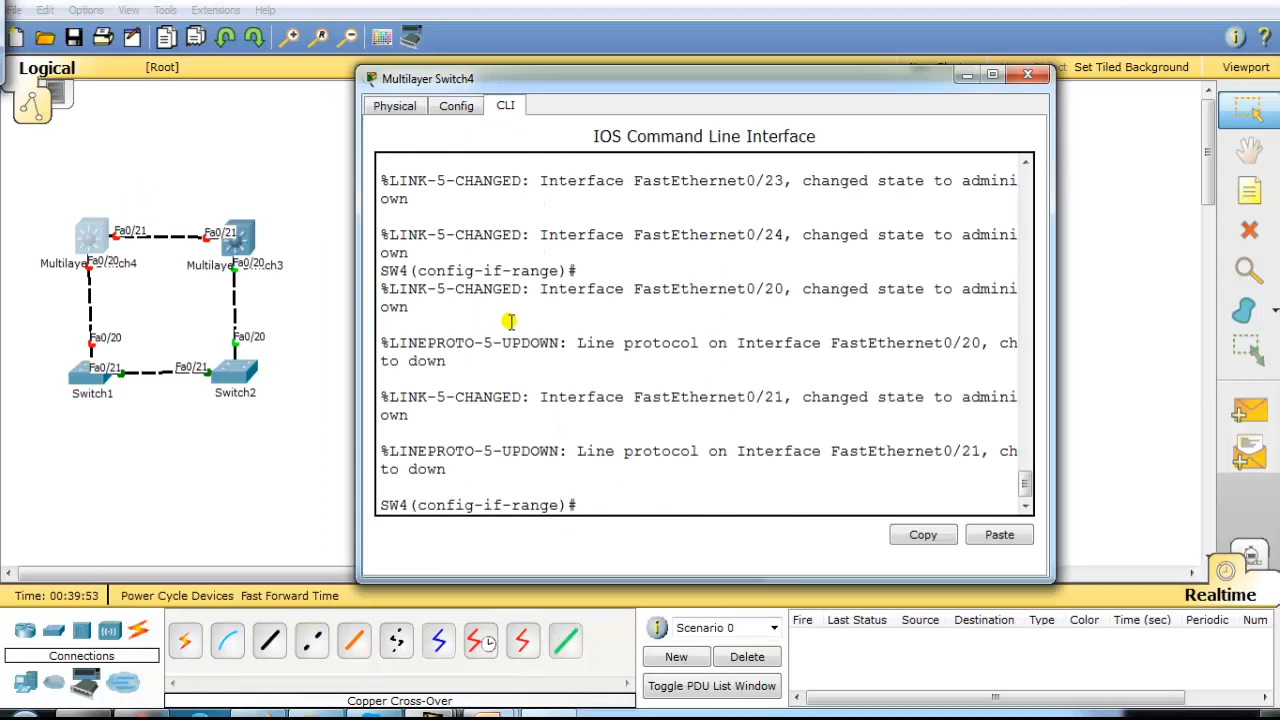 File Edit Options View Tools Extensions Help
Logical [Root] Set Tiled Background Viewport
Multilayer Switch4
Physical Config CLI
IOS Command Line Interface
%LINK-5-CHANGED: Interface FastEthernet0/23, changed state to admini
own
%LINK-5-CHANGED: Interface FastEthernet0/24, changed state to admini
own
SW4(config-if-range)#
%LINK-5-CHANGED: Interface FastEthernet0/20, changed state to admini
own
%LINEPROTO-5-UPDOWN: Line protocol on Interface FastEthernet0/20, ch
to down
%LINK-5-CHANGED: Interface FastEthernet0/21, changed state to admini
own
%LINEPROTO-5-UPDOWN: Line protocol on Interface FastEthernet0/21, ch
to down
SW4(config-if-range)#
Copy Paste
Fa0/21 Fa0/21
Fa0/20 Fa0/20
Fa0/20 Fa0/20
Fa0/21 Fa0/21
Switch1 Switch2
Time: 00:39:53 Power Cycle Devices Fast Forward Time
Realtime
Connections
Copper Cross-Over
Scenario 0
New Delete
Toggle PDU List Window
Fire Last Status Source Destination Type Color Time (sec) Periodic Num